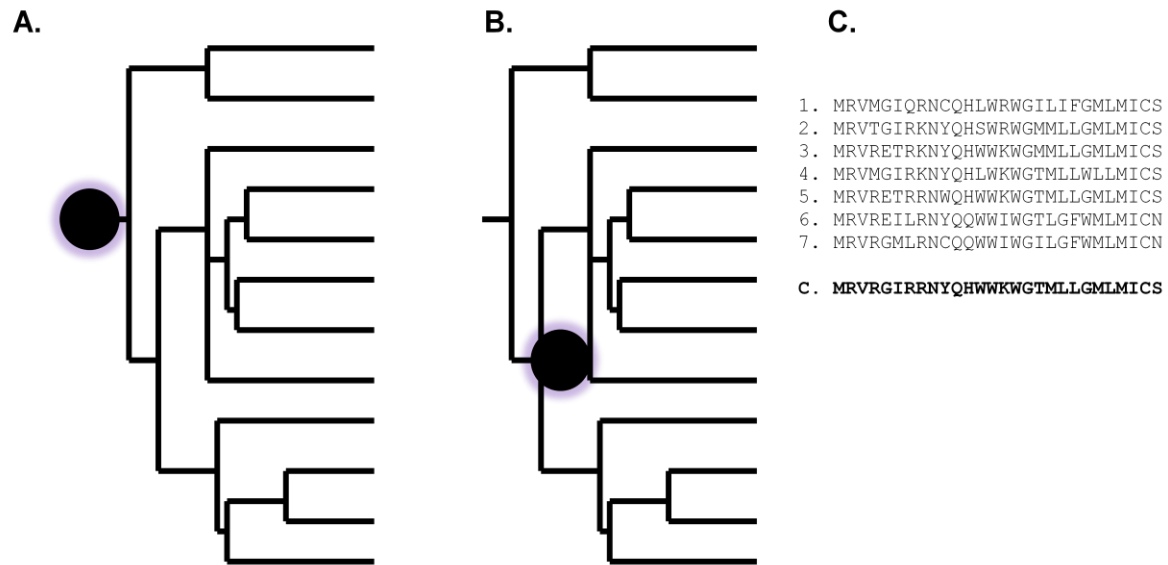 A.
B.
C.
1. MRVMGIQRNCQHLWRWGILIFGMLMICS
2. MRVTGIRKNYQHSWRWGMMLLGMLMICS
3. MRVRETRKNYQHWWKWGMMLLGMLMICS
4. MRVMGIRKNYQHLWKWGTMLLWLLMICS
5. MRVRETRRNWQHWWKWGTMLLGMLMICS
6. MRVREILRNYQQWWIWGTLGFWMLMICN
7. MRVRGMLRNCQQWWIWGILGFWMLMICN
C. MRVRGIRRNYQHWWKWGTMLLGMLMICS